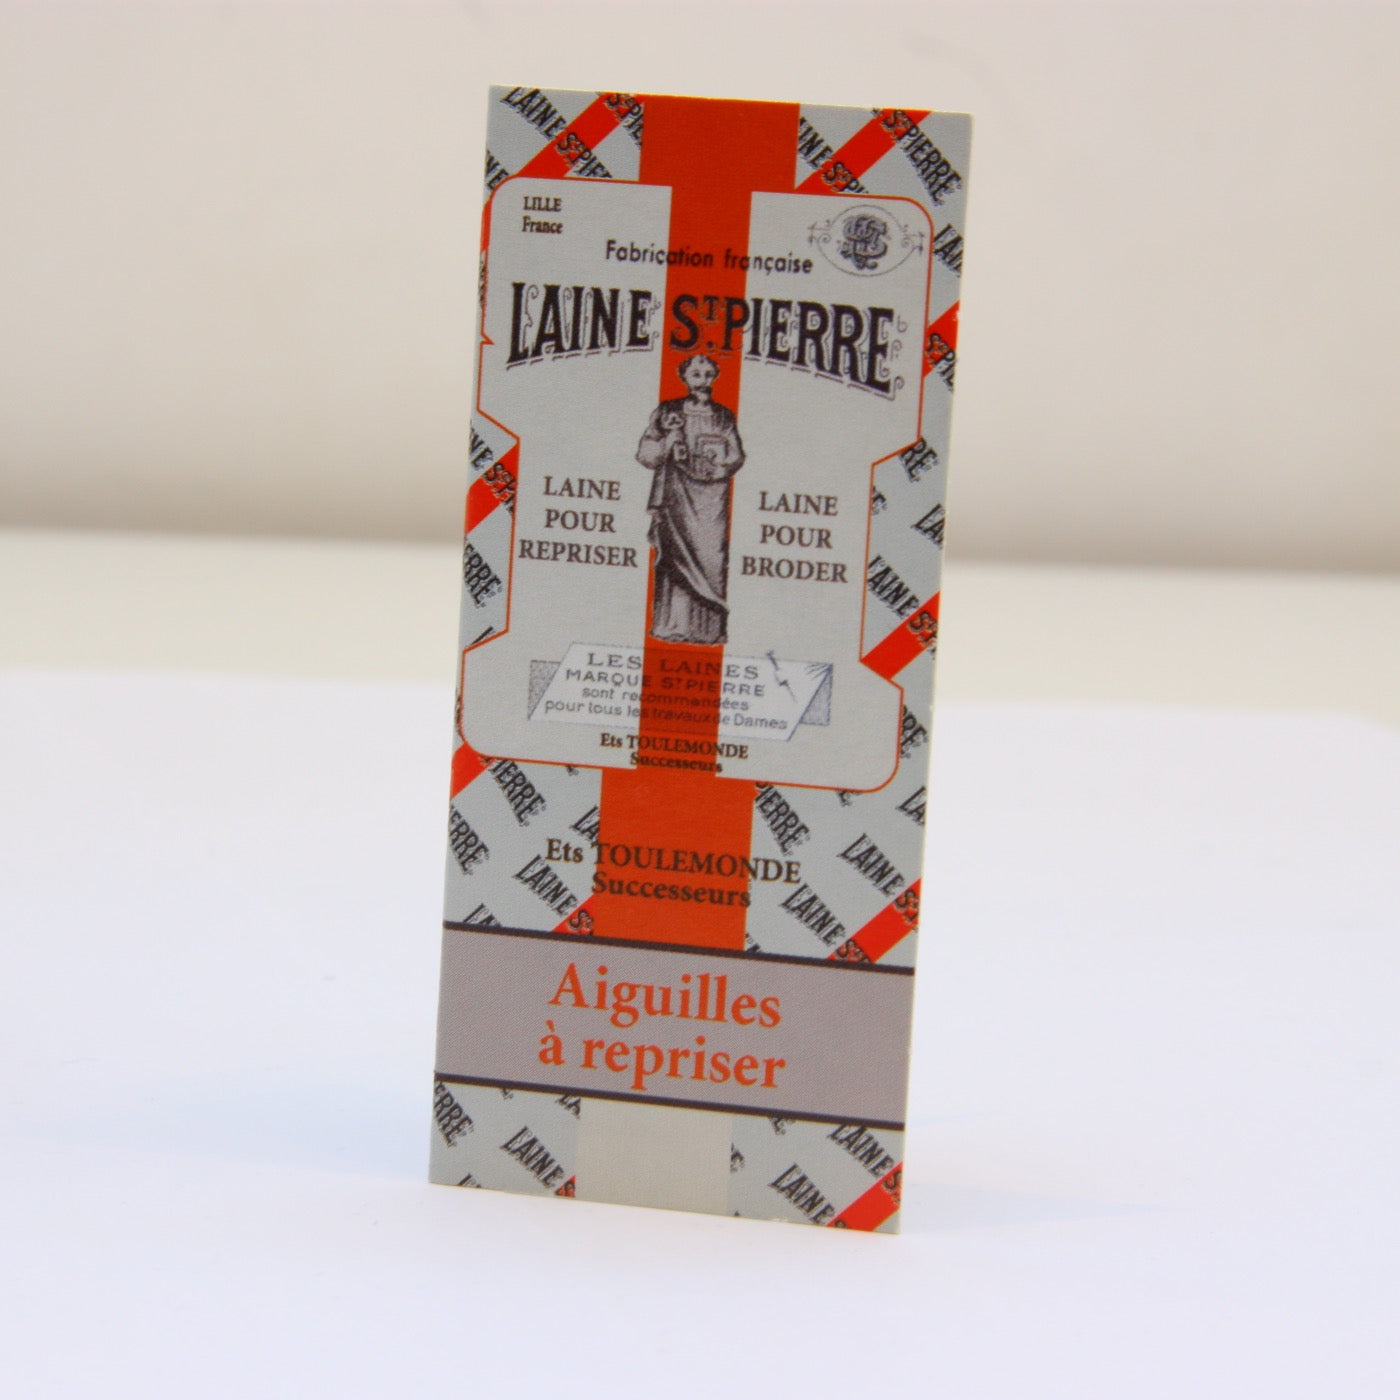 LILLE
France
Fabrication française
LAINE ST. PIERRE
LAINE
POUR
REPRISER
LAINE
POUR
BRODER
LES LAINES
MARQUE ST PIERRE
sont recommandées
pour tous les travaux de Dames
Ets TOULEMONDE
Successeurs
Ets TOULEMONDE
Successeurs
Aiguilles
à repriser